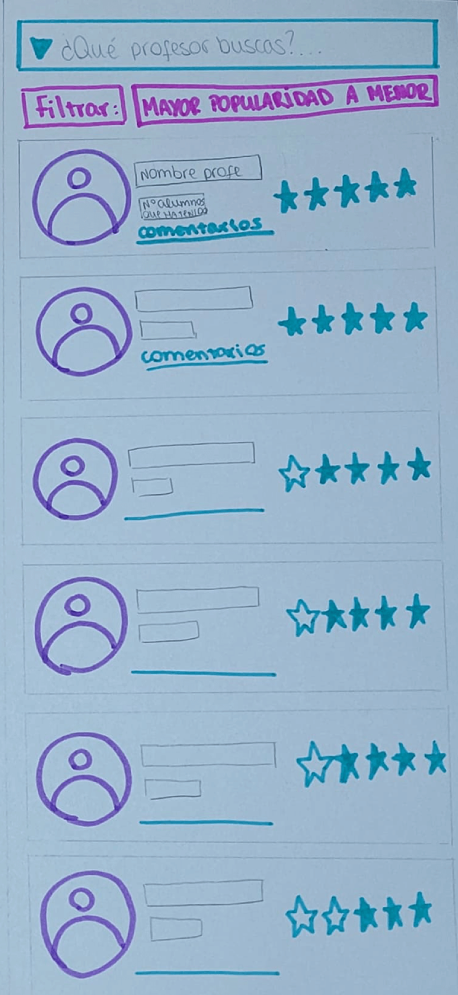 ¿Qué profesor buscas?...
Filtrar:
MAYOR POPULARIDAD A MENOR
Nombre profe
Nº alumnos
que ha tenido
comentarios
comentarios